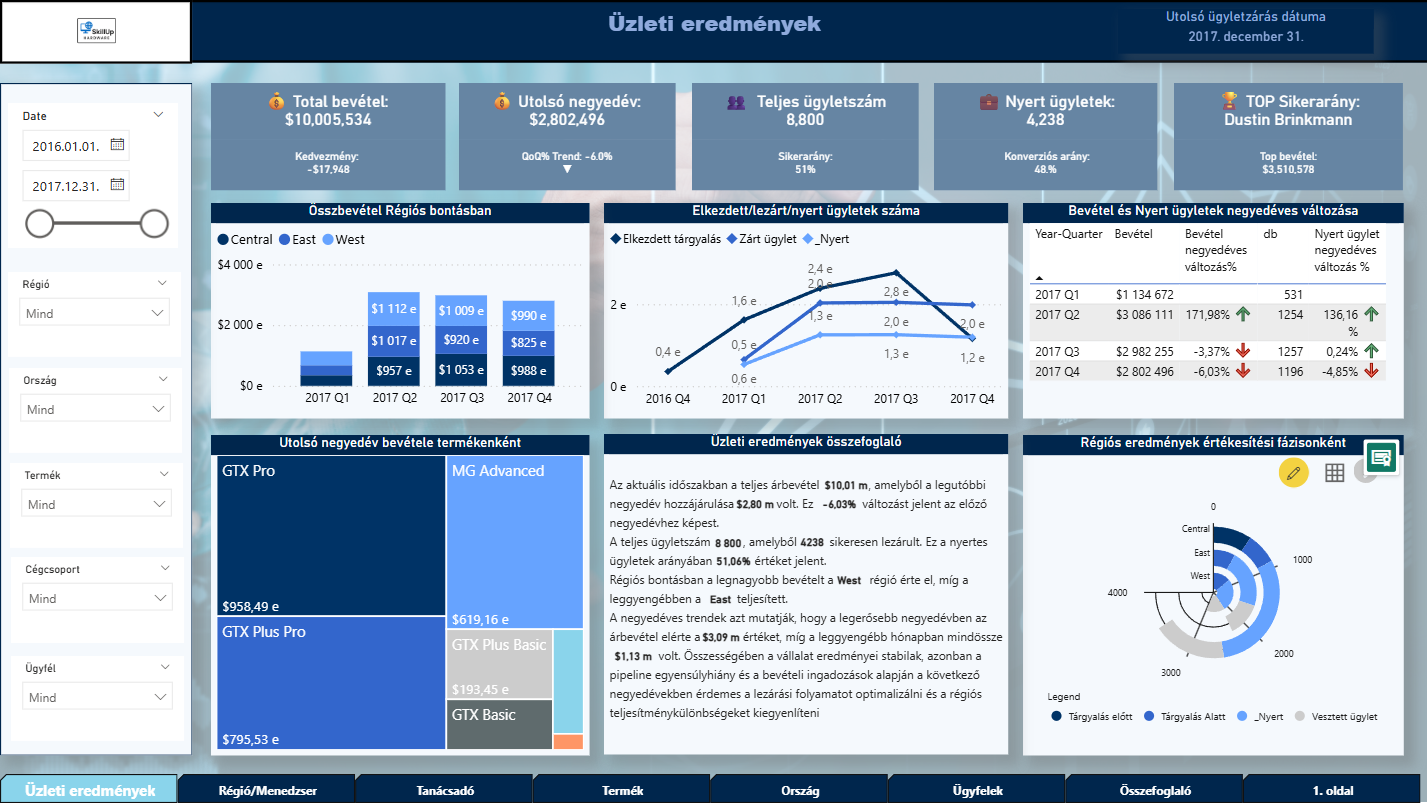 SkillUp
HARDWARE
Üzleti eredmények
Utolsó ügyletzárás dátuma
2017. december 31.
Date
2016.01.01.
2017.12.31.
Régió
Mind
Ország
Mind
Termék
Mind
Cégcsoport
Mind
Ügyfél
Mind
Total bevétel:
$10,005,534
Kedvezmény:
-$17,948
Utolsó negyedév:
$2,802,496
QoQ% Trend: -6.0%
▼
Teljes ügyletszám
8,800
Sikerarány:
51%
Nyert ügyletek:
4,238
Konverziós arány:
48.%
TOP Sikerarány:
Dustin Brinkmann
Top bevétel:
$3,510,578
Összbevétel Régiós bontásban
Central East West
$4 000 e
$2 000 e
$0 e
$1 112 e
$1 017 e
$957 e
$1 009 e
$920 e
$1 053 e
$990 e
$825 e
$988 e
2017 Q1 2017 Q2 2017 Q3 2017 Q4
Elkezdett/lezárt/nyert ügyletek száma
Elkezdett tárgyalás Zárt ügylet _Nyert
2 e
0 e
0,4 e
1,6 e
0,5 e
0,6 e
2,4 e
2,0 e
1,3 e
2,8 e
2,0 e
1,3 e
2,0 e
1,2 e
2016 Q4 2017 Q1 2017 Q2 2017 Q3 2017 Q4
Bevétel és Nyert ügyletek negyedéves változása
Year-Quarter Bevétel Bevétel db Nyert ügylet
negyedéves negyedéves
változás% változás %
2017 Q1 $1 134 672 531
2017 Q2 $3 086 111 171,98% 1254 136,16
%
2017 Q3 $2 982 255 -3,37% 1257 0,24%
2017 Q4 $2 802 496 -6,03% 1196 -4,85%
Utolsó negyedév bevétele termékenként
GTX Pro
$958,49 e
GTX Plus Pro
$795,53 e
MG Advanced
$619,16 e
GTX Plus Basic
$193,45 e
GTX Basic
Üzleti eredmények összefoglaló
Az aktuális időszakban a teljes árbevétel $10,01 m, amelyből a legutóbbi
negyedév hozzájárulása $2,80 m volt. Ez -6,03% változást jelent az előző
negyedévhez képest.
A teljes ügyletszám 8 800, amelyből 4238 sikeresen lezárult. Ez a nyertes
ügyletek arányában 51,06% értéket jelent.
Régiós bontásban a legnagyobb bevételt a West régió érte el, míg a
leggyengébben a East teljesített.
A negyedéves trendek azt mutatják, hogy a legerősebb negyedévben az
árbevétel elérte a $3,09 m értéket, míg a leggyengébb hónapban mindössze
$1,13 m volt. Összességében a vállalat eredményei stabilak, azonban a
pipeline egyensúlyhiány és a bevételi ingadozások alapján a következő
negyedévekben érdemes a lezárási folyamatot optimalizálni és a régiós
teljesítménykülönbségeket kiegyenlíteni
Régiós eredmények értékesítési fázisonként
0
Central
East
West
1000
2000
3000
4000
Legend
Tárgyalás előtt Tárgyalás Alatt _Nyert Vesztett ügylet
Üzleti eredmények Régió/Menedzser Tanácsadó Termék Ország Ügyfelek Összefoglaló 1. oldal